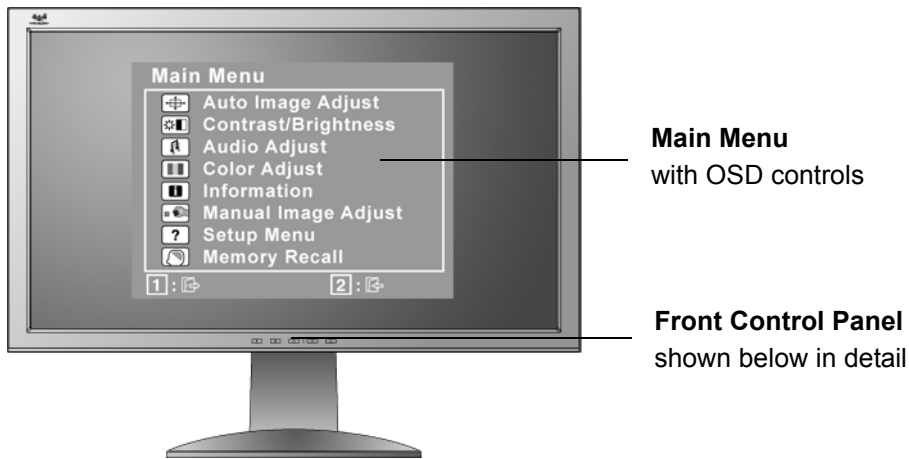 Main Menu
Auto Image Adjust
Contrast/Brightness
Audio Adjust
Color Adjust
Information
Manual Image Adjust
? Setup Menu
Memory Recall
1 : 2 :
Main Menu
with OSD controls
Front Control Panel
shown below in detail